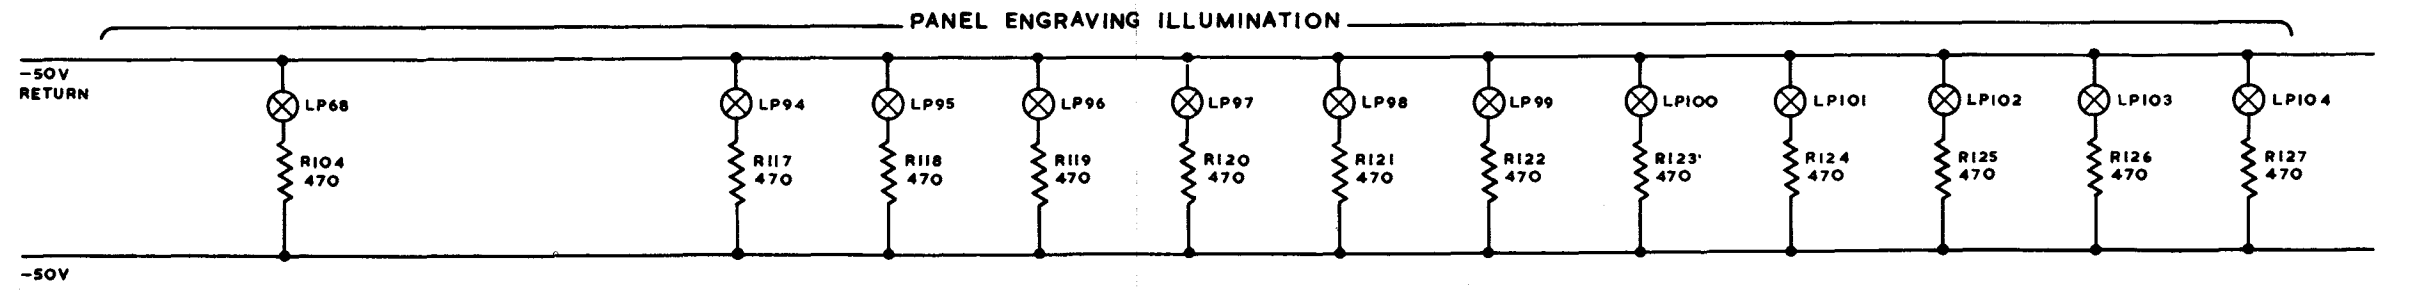 PANEL ENGRAVING ILLUMINATION
-50V
RETURN
LP68
LP94
LP95
LP96
LP97
LP98
LP99
LP100
LP101
LP102
LP103
LP104
R104
470
R117
470
R118
470
R119
470
R120
470
R121
470
R122
470
R123
470
R124
470
R125
470
R126
470
R127
470
-50V